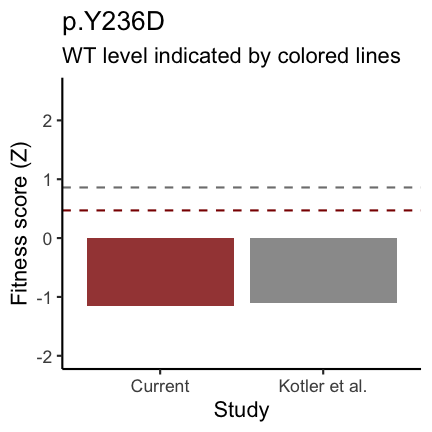 p.Y236D
WT level indicated by colored lines
Fitness score (Z)
2
1
0
-1
-2
Current Kotler et al.
Study